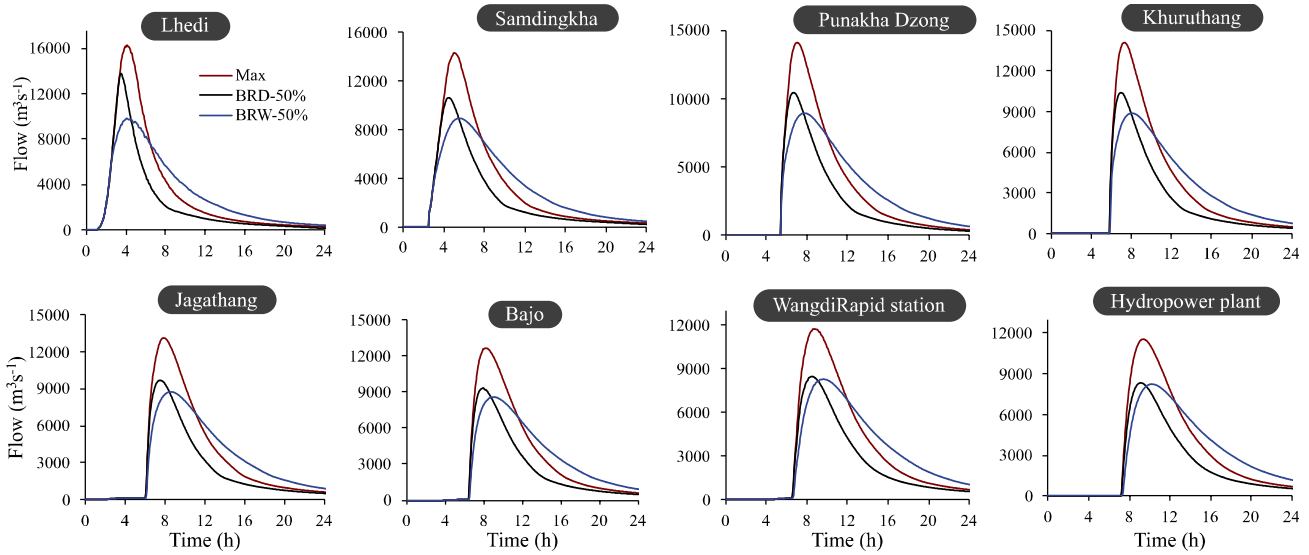 Lhedi
Samdingkha
Punakha Dzong
Khuruthang
Flow (m³s⁻¹)
16000
12000
8000
4000
0
0 4 8 12 16 20 24
Max
BRD-50%
BRW-50%
16000
12000
8000
4000
0
0 4 8 12 16 20 24
15000
10000
5000
0
0 4 8 12 16 20 24
15000
12000
9000
6000
3000
0
0 4 8 12 16 20 24
Jagathang
Bajo
WangdiRapid station
Hydropower plant
Flow (m³s⁻¹)
15000
12000
9000
6000
3000
0
0 4 8 12 16 20 24
Time (h)
15000
12000
9000
6000
3000
0
0 4 8 12 16 20 24
Time (h)
12000
9000
6000
3000
0
0 4 8 12 16 20 24
Time (h)
12000
9000
6000
3000
0
0 4 8 12 16 20 24
Time (h)